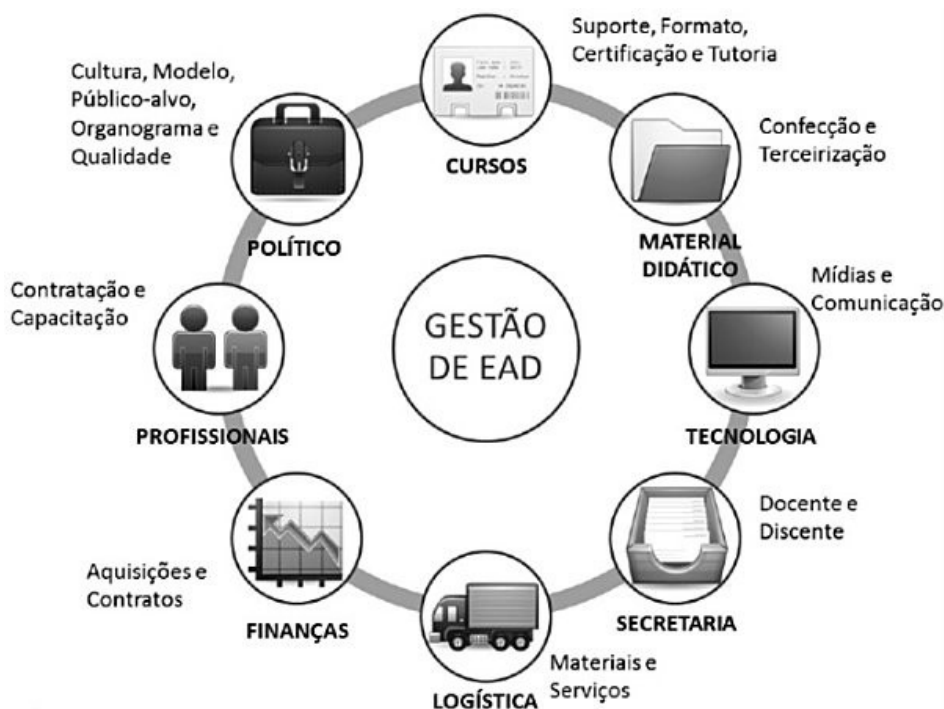 Suporte, Formato,
Certificação e Tutoria
CURSOS
Confecção e
Terceirização
MATERIAL
DIDÁTICO
Mídias e
Comunicação
TECNOLOGIA
Docente e
Discente
SECRETARIA
Materiais e
Serviços
LOGÍSTICA
Aquisições e
Contratos
FINANÇAS
Contratação e
Capacitação
PROFISSIONAIS
Cultura, Modelo,
Público-alvo,
Organograma e
Qualidade
POLÍTICO
GESTÃO
DE EAD